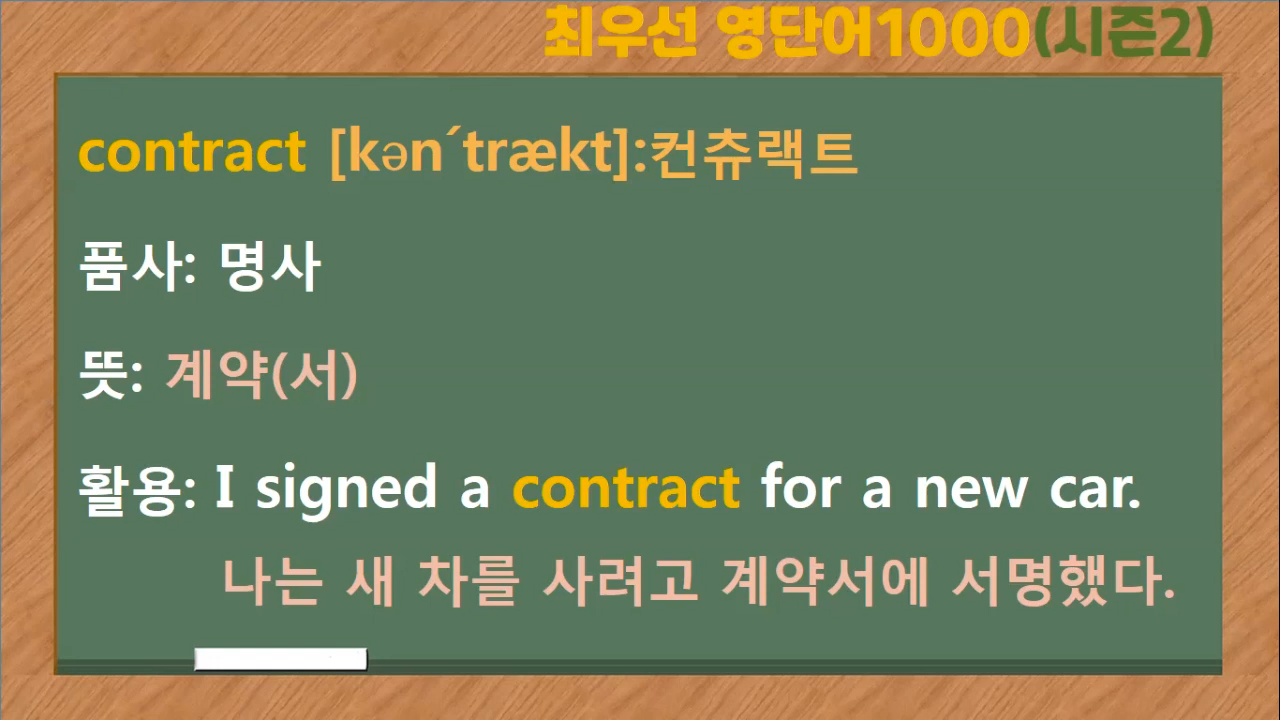 최우선 영단어1000(시즌2)
contract [kən´trækt]:컨츄랙트
품사: 명사
뜻: 계약(서)
활용: I signed a contract for a new car.
나는 새 차를 사려고 계약서에 서명했다.